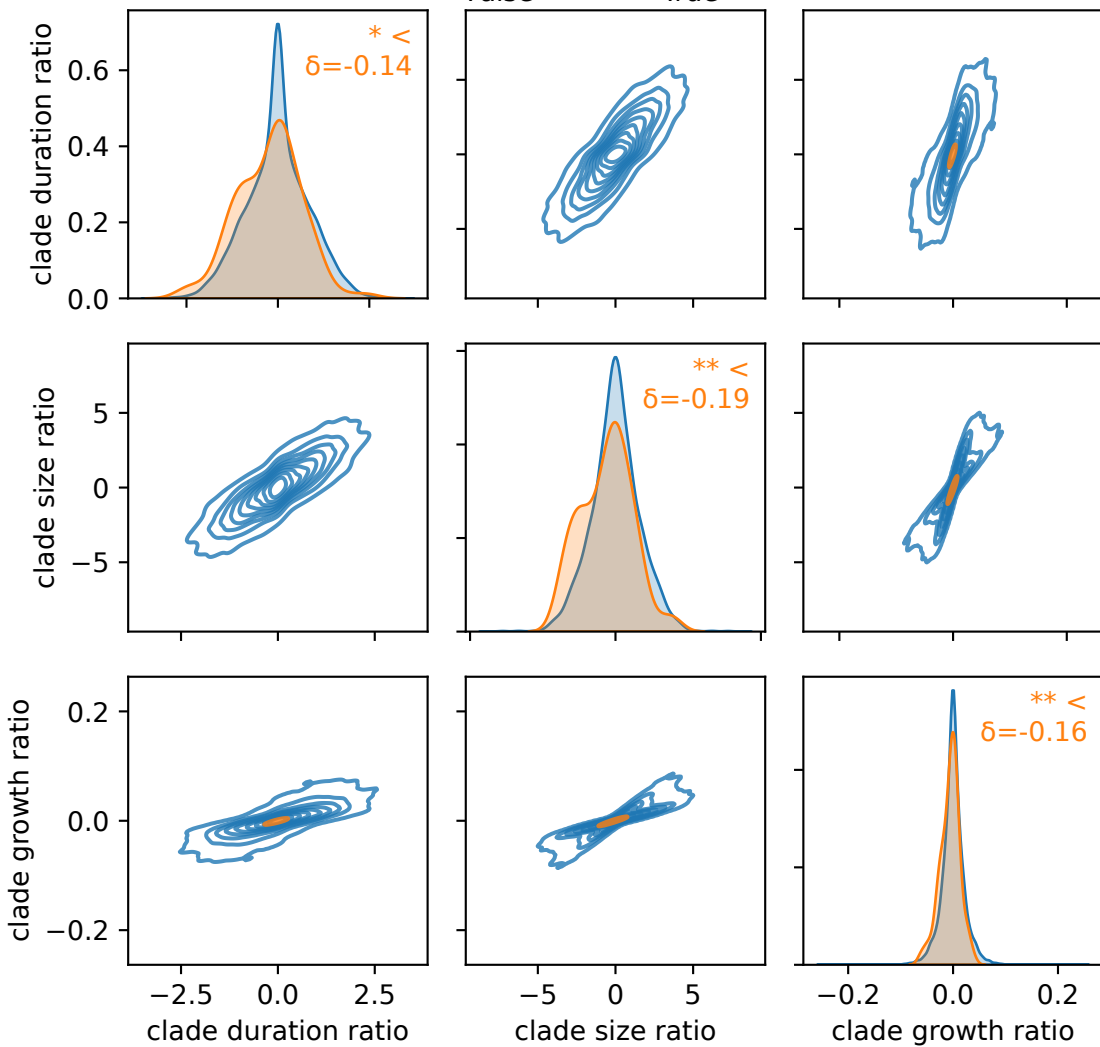 * <
δ=-0.14
clade duration ratio
0.6
0.4
0.2
0.0
** <
δ=-0.19
clade size ratio
5
0
−5
** <
δ=-0.16
clade growth ratio
0.2
0.0
−0.2
−2.5 0.0 2.5
−5 0 5
−0.2 0.0 0.2
clade duration ratio
clade size ratio
clade growth ratio